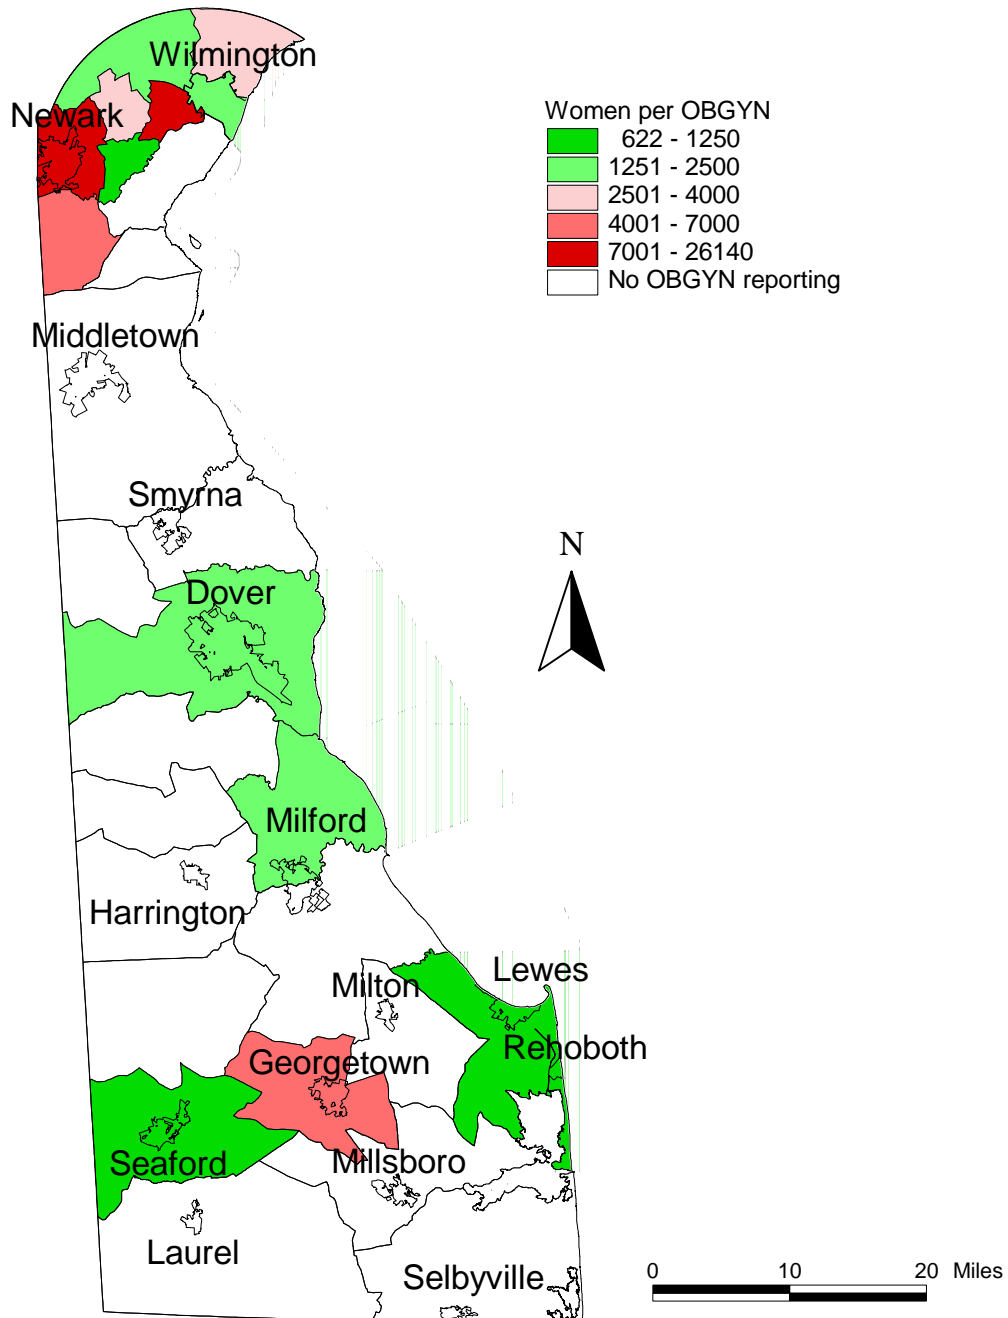 Wilmington
Newark
Women per OBGYN
622 - 1250
1251 - 2500
2501 - 4000
4001 - 7000
7001 - 26140
No OBGYN reporting
Middletown
Smyrna
N
Dover
Milford
Harrington
Lewes
Milton
Rehoboth
Georgetown
Seaford
Millsboro
Laurel
Selbyville
0 10 20 Miles